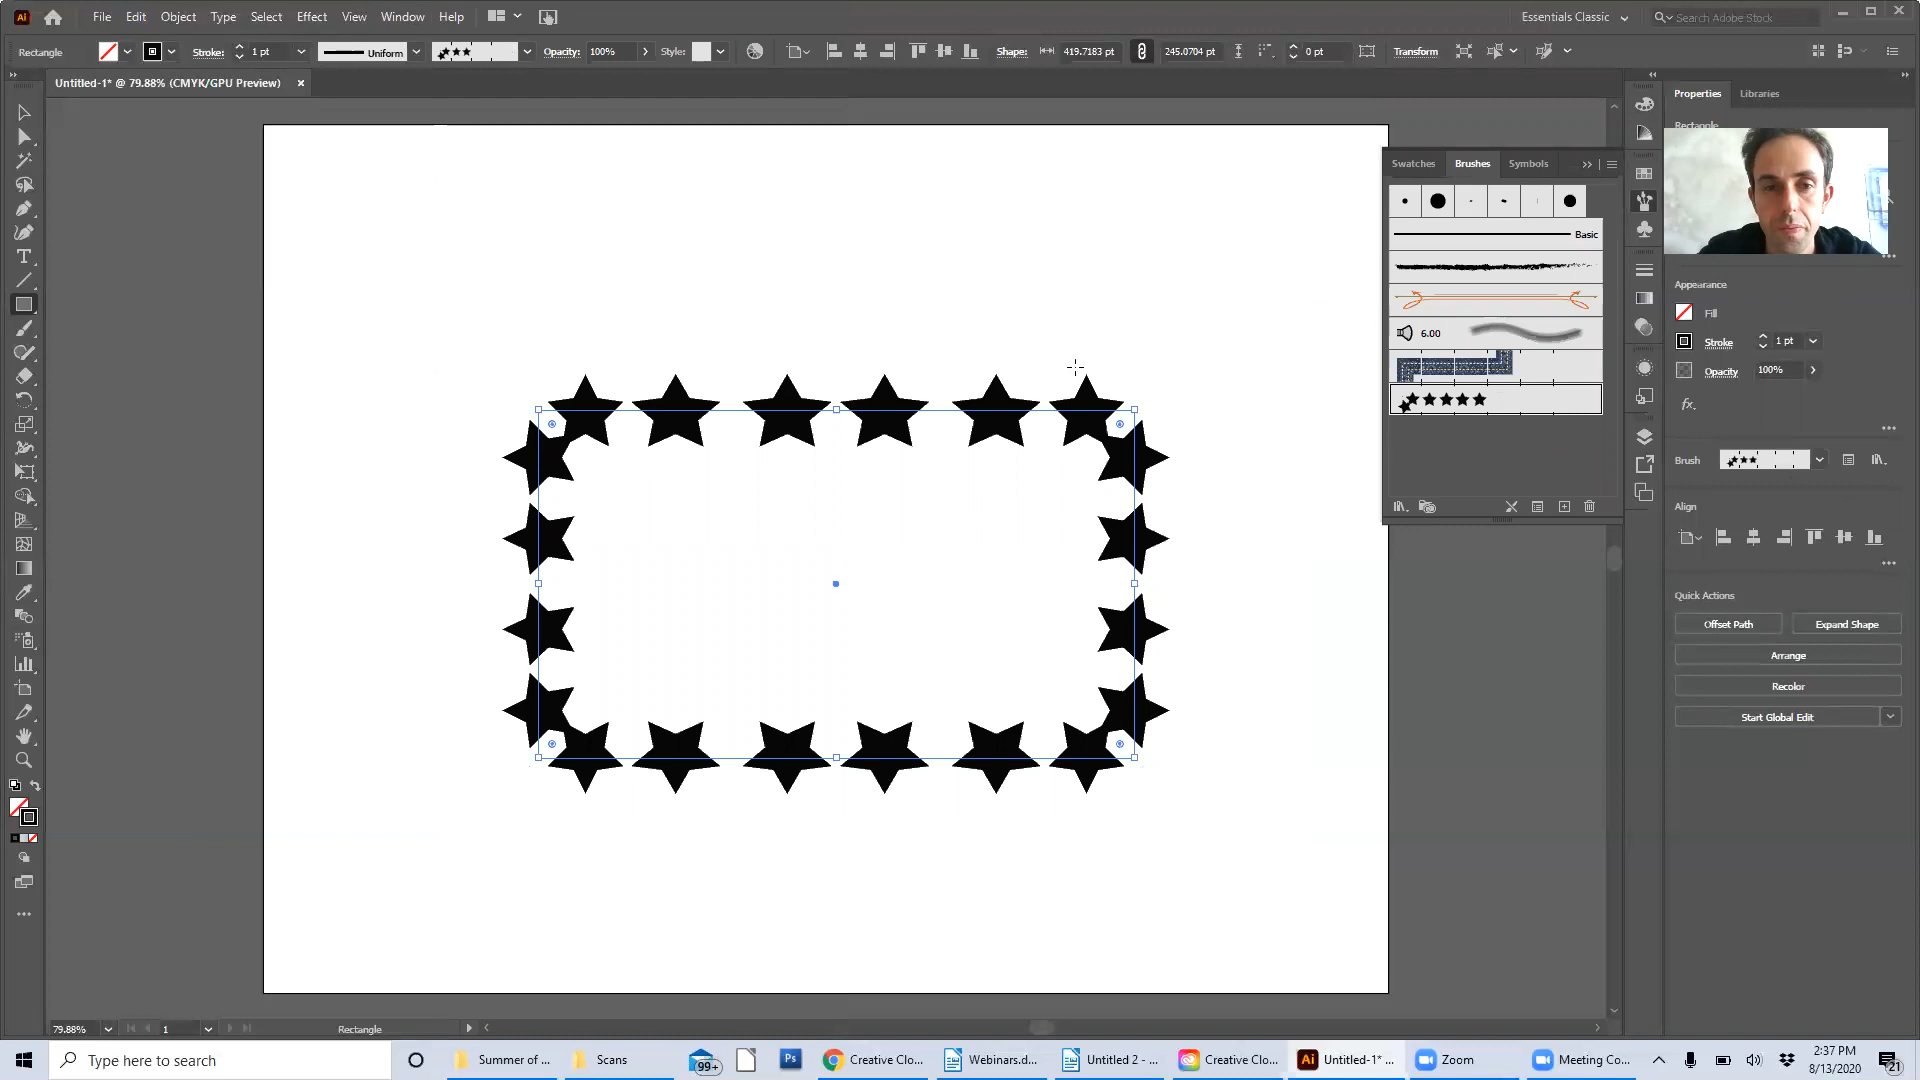 Ai File Edit Object Type Select Effect View Window Help Essentials Classic Search Adobe Stock
Rectangle Stroke: 1 pt Uniform Opacity: 100% Style: Shape: 419.7183 pt 245.0704 pt 0 pt Transform
Untitled-1* @ 79.88% (CMYK/GPU Preview)
Properties Libraries
Rectangle
Swatches Brushes Symbols
Basic
6.00
Appearance
Fill
Stroke 1 pt
Opacity 100%
fx
Brush
Align
Quick Actions
Offset Path Expand Shape
Arrange
Recolor
Start Global Edit
79.88% 1 Rectangle
Type here to search Summer of ... Scans 99+ Ps Creative Clo... Webinars.d... Untitled 2 - ... Creative Clo... Ai Untitled-1* ... Zoom Meeting Co... 2:37 PM
8/13/2020 21